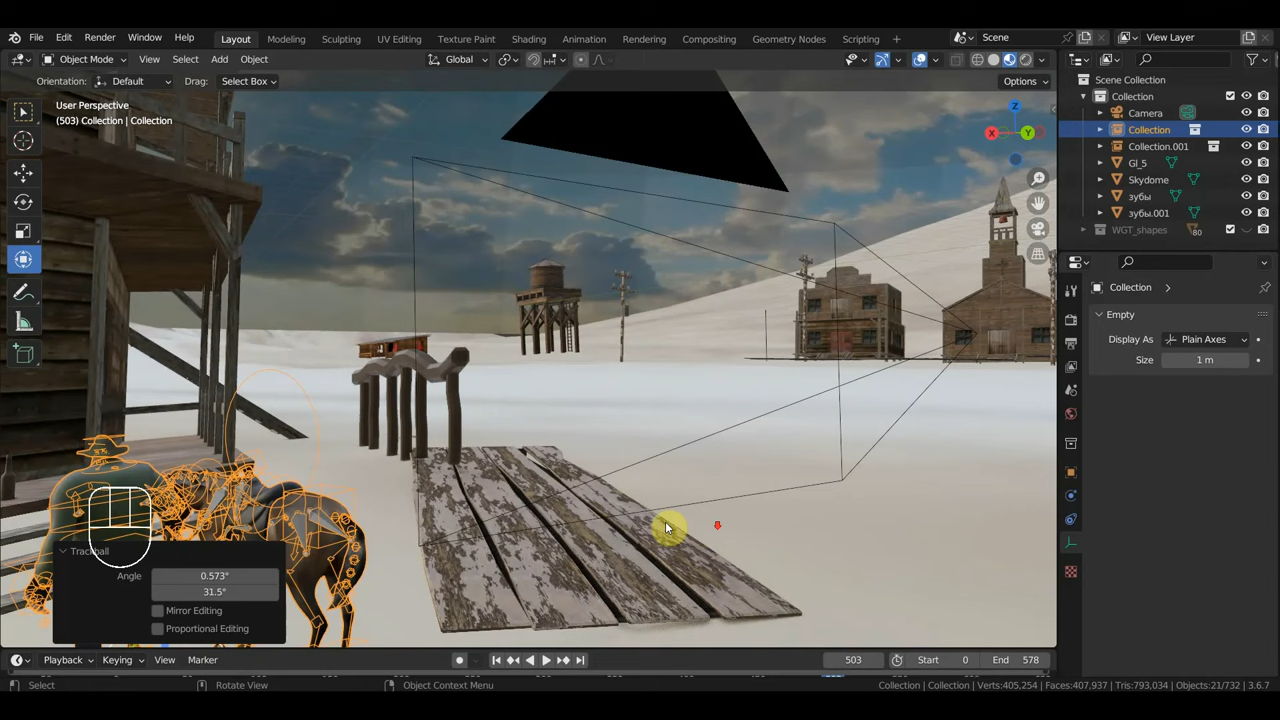 File Edit Render Window Help
Layout Modeling Sculpting UV Editing Texture Paint Shading Animation Rendering Compositing Geometry Nodes Scripting +
Scene
View Layer
Object Mode View Select Add Object
Global
Orientation: Default Drag: Select Box
Options
User Perspective
(503) Collection | Collection
Z
X
Y
Scene Collection
Collection
Camera
Collection
Collection.001
GI_5
Skydome
зубы
зубы.001
WGT_shapes
80
Collection
Empty
Display As Plain Axes
Size 1 m
Trackball
Angle 0.573°
31.5°
Mirror Editing
Proportional Editing
Playback Keying View Marker
503
Start 0
End 578
Select
Rotate View
Object Context Menu
Collection | Collection | Verts:405,254 | Faces:407,937 | Tris:793,034 | Objects:21/732 | 3.6.7